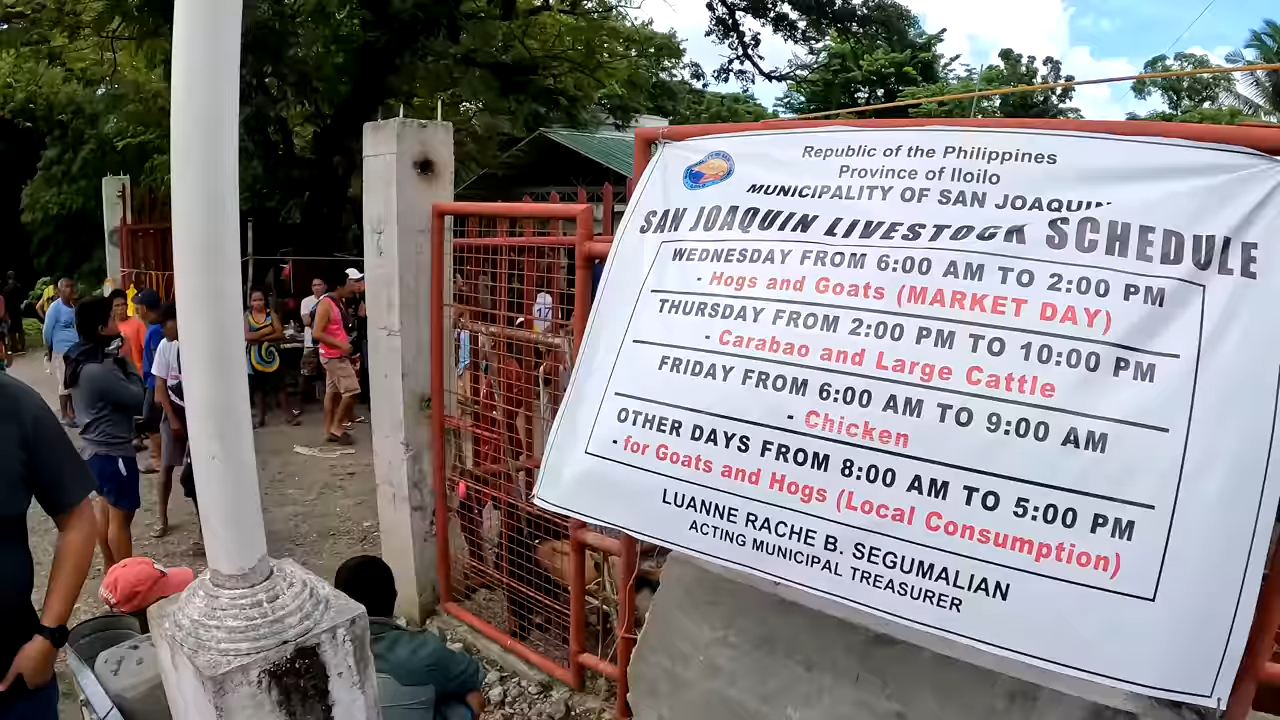 Republic of the Philippines
Province of Iloilo
MUNICIPALITY OF SAN JOAQUIN
SAN JOAQUIN LIVESTOCK SCHEDULE
WEDNESDAY FROM 6:00 AM TO 2:00 PM
- Hogs and Goats (MARKET DAY)
THURSDAY FROM 2:00 PM TO 10:00 PM
- Carabao and Large Cattle
FRIDAY FROM 6:00 AM TO 9:00 AM
- Chicken
OTHER DAYS FROM 8:00 AM TO 5:00 PM
- for Goats and Hogs (Local Consumption)
LUANNE RACHE B. SEGUMALIAN
ACTING MUNICIPAL TREASURER
17